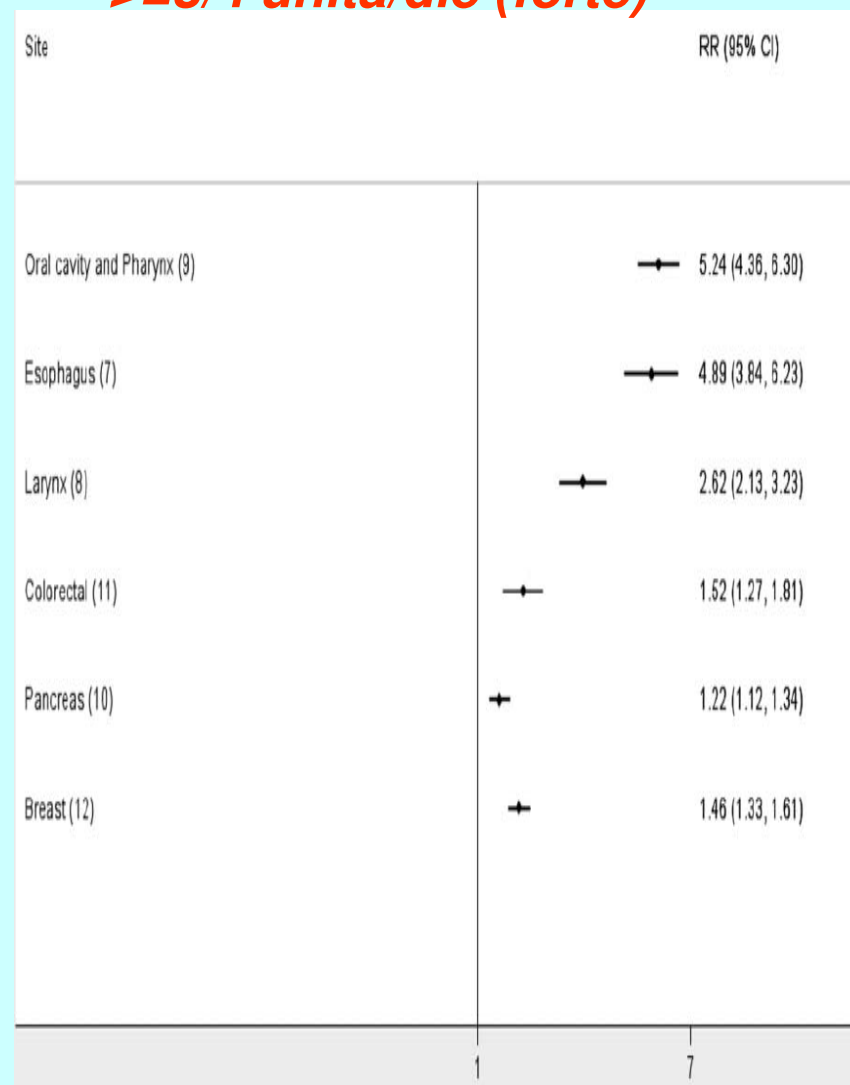 Site RR (95% CI)
Oral cavity and Pharynx (9) 5.24 (4.36, 6.30)
Esophagus (7) 4.89 (3.84, 6.23)
Larynx (8) 2.62 (2.13, 3.23)
Colorectal (11) 1.52 (1.27, 1.81)
Pancreas (10) 1.22 (1.12, 1.34)
Breast (12) 1.46 (1.33, 1.61)
1 7